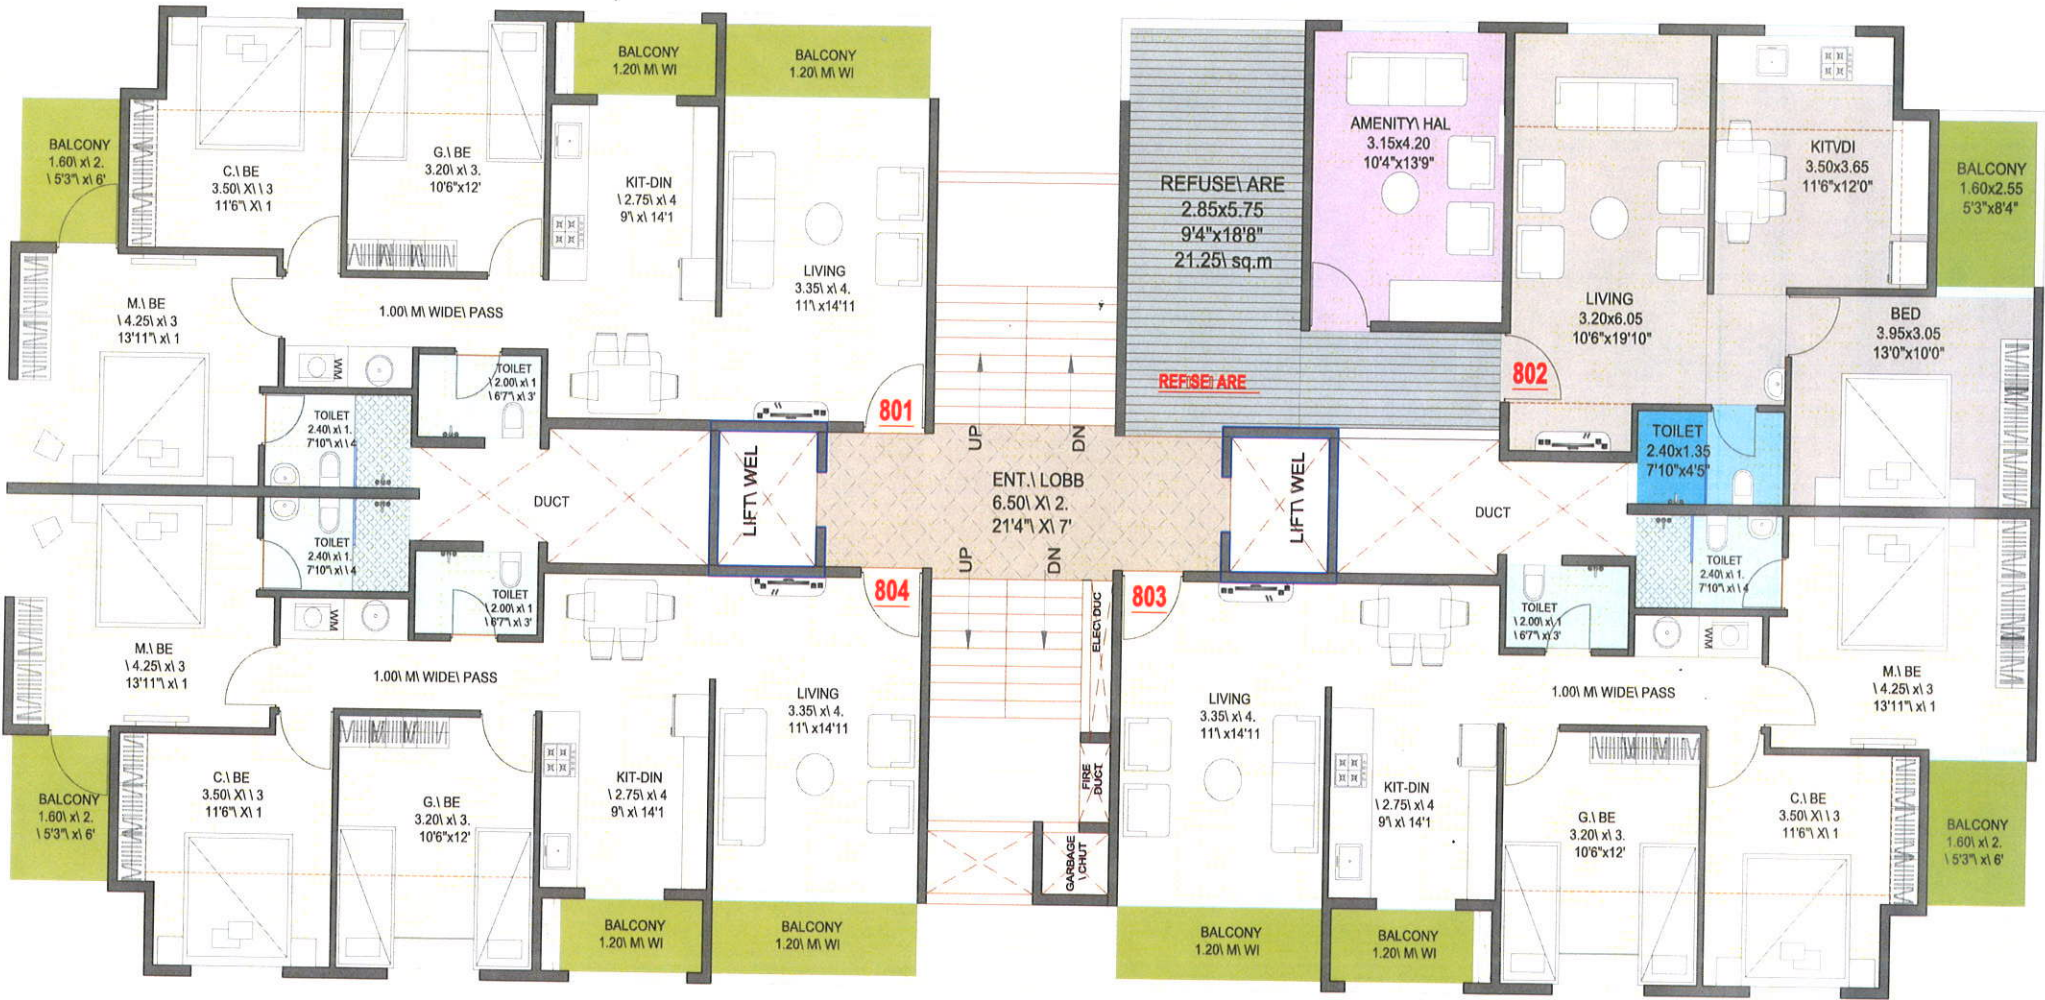 BALCONY
1.60\ x\ 2.
\ 5'3"\ x\ 6'
C.\ BE
3.50\ X\ \ 3
11'6"\ X\ 1
G.\ BE
3.20\ x\ 3.
10'6"x12'
BALCONY
1.20\ M\ WI
BALCONY
1.20\ M\ WI
KIT-DIN
\ 2.75\ x\ 4
9'\ x\ 14'1
LIVING
3.35\ x\ 4.
11'\ x14'11
M.\ BE
\ 4.25\ x\ 3
13'11"\ x\ 1
1.00\ M\ WIDE\ PASS
WM
TOILET
\ 2.00\ x\ 1
\ 6'7"\ x\ 3'
TOILET
2.40\ x\ 1.
7'10"\ x\ \ 4
801
REFUSE\ ARE
2.85x5.75
9'4"x18'8"
21.25\ sq.m
REFUSE\ ARE
AMENITY\ HAL
3.15x4.20
10'4"x13'9"
LIVING
3.20x6.05
10'6"x19'10"
KIT\/DI
3.50x3.65
11'6"x12'0"
BALCONY
1.60x2.55
5'3"x8'4"
BED
3.95x3.05
13'0"x10'0"
802
TOILET
2.40x1.35
7'10"x4'5"
DUCT
LIFT\ WEL
UP
DN
ENT.\ LOBB
6.50\ X\ 2.
21'4"\ X\ 7'
UP
DN
LIFT\ WEL
DUCT
TOILET
2.40\ x\ 1.
7'10"\ x\ \ 4
TOILET
\ 2.00\ x\ 1
\ 6'7"\ x\ 3'
804
WM
M.\ BE
\ 4.25\ x\ 3
13'11"\ x\ 1
1.00\ M\ WIDE\ PASS
LIVING
3.35\ x\ 4.
11'\ x14'11
KIT-DIN
\ 2.75\ x\ 4
9'\ x\ 14'1
C.\ BE
3.50\ X\ \ 3
11'6"\ X\ 1
G.\ BE
3.20\ x\ 3.
10'6"x12'
BALCONY
1.60\ x\ 2.
\ 5'3"\ x\ 6'
BALCONY
1.20\ M\ WI
BALCONY
1.20\ M\ WI
ELEC\ DUC
FIRE
DUCT
GARBAGE
\ CHUT
803
TOILET
2.40\ x\ 1.
7'10"\ x\ \ 4
TOILET
\ 2.00\ x\ 1
\ 6'7"\ x\ 3'
WM
LIVING
3.35\ x\ 4.
11'\ x14'11
1.00\ M\ WIDE\ PASS
M.\ BE
\ 4.25\ x\ 3
13'11"\ x\ 1
KIT-DIN
\ 2.75\ x\ 4
9'\ x\ 14'1
G.\ BE
3.20\ x\ 3.
10'6"x12'
C.\ BE
3.50\ X\ \ 3
11'6"\ X\ 1
BALCONY
1.60\ x\ 2.
\ 5'3"\ x\ 6'
BALCONY
1.20\ M\ WI
BALCONY
1.20\ M\ WI